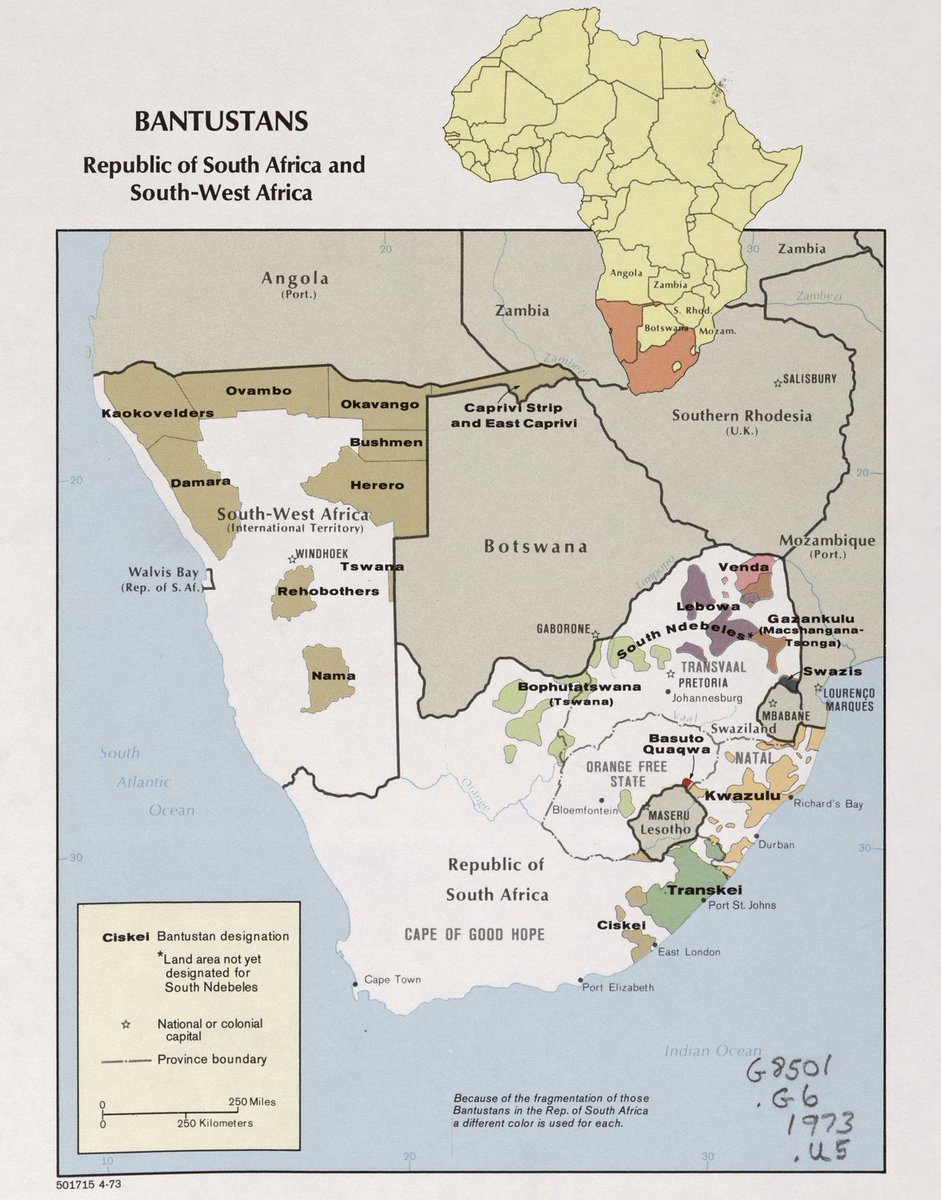 BANTUSTANS
Republic of South Africa and
South-West Africa
Angola
Zambia
S. Rhod.
Botswana
Mozam.
20
30
Zambia
Angola
(Port.)
Zambia
Zambezi
Zambezi
SALISBURY
Southern Rhodesia
(U.K.)
Ovambo
Kaokovelders
Okavango
Caprivi Strip
and East Caprivi
Bushmen
20
20
Damara
Herero
South-West Africa
(International Territory)
WINDHOEK
Tswana
Rehobothers
Walvis Bay
(Rep. of S. Af.)
Botswana
Mozambique
(Port.)
Limpopo
Venda
Lebowa
Gazankulu
(Macshangana-
Tsonga)
South Ndebeles*
GABORONE
TRANSVAAL
PRETORIA
Johannesburg
Swazis
LOURENÇO
MARQUES
MBABANE
Swaziland
Nama
Bophutatswana
(Tswana)
Vaal
Basuto
Quaqwa
ORANGE FREE
STATE
NATAL
South
Atlantic
Ocean
Orange
Bloemfontein
Kwazulu
Richard's Bay
MASERU
Lesotho
Durban
30
30
Republic of
South Africa
Transkei
Port St. Johns
CAPE OF GOOD HOPE
Ciskei
East London
Cape Town
Port Elizabeth
Indian Ocean
Ciskei Bantustan designation
*Land area not yet
designated for
South Ndebeles
National or colonial
capital
Province boundary
0 250 Miles
0 250 Kilometers
Because of the fragmentation of those
Bantustans in the Rep. of South Africa
a different color is used for each.
G8501
.G6
1973
.U5
10
20
30
501715 4-73